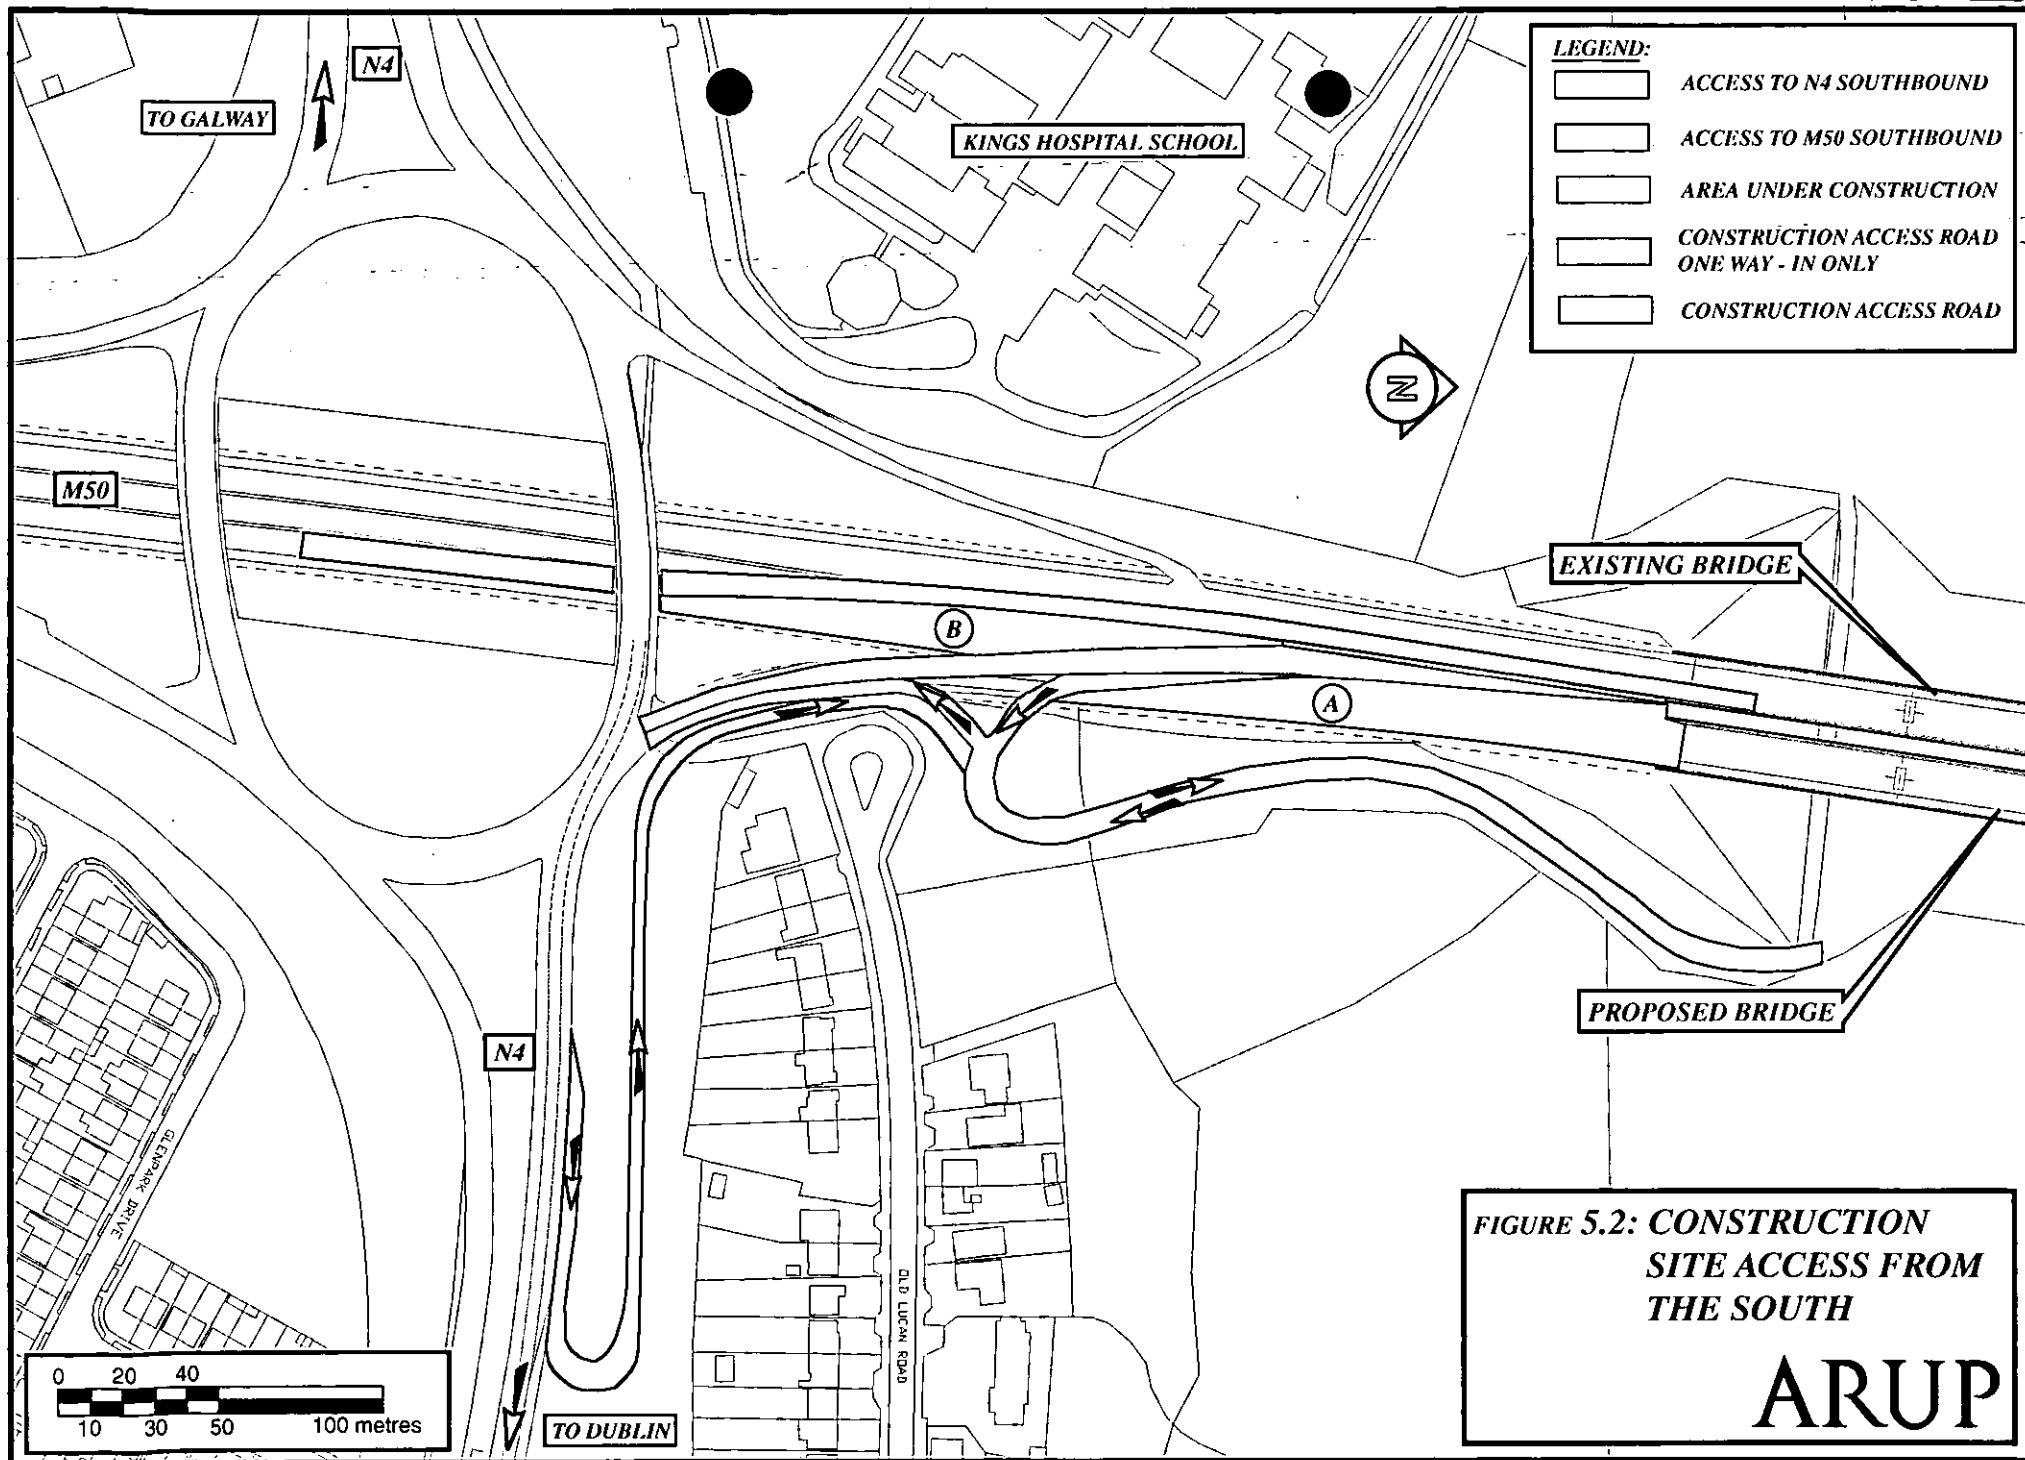 N4
TO GALWAY
KINGS HOSPITAL SCHOOL
LEGEND:
ACCESS TO N4 SOUTHBOUND
ACCESS TO M50 SOUTHBOUND
AREA UNDER CONSTRUCTION
CONSTRUCTION ACCESS ROAD
ONE WAY - IN ONLY
CONSTRUCTION ACCESS ROAD
N
M50
EXISTING BRIDGE
B
A
PROPOSED BRIDGE
N4
GLENPARK DRIVE
OLD LUCAN ROAD
FIGURE 5.2: CONSTRUCTION
SITE ACCESS FROM
THE SOUTH
ARUP
0 20 40
10 30 50 100 metres
TO DUBLIN